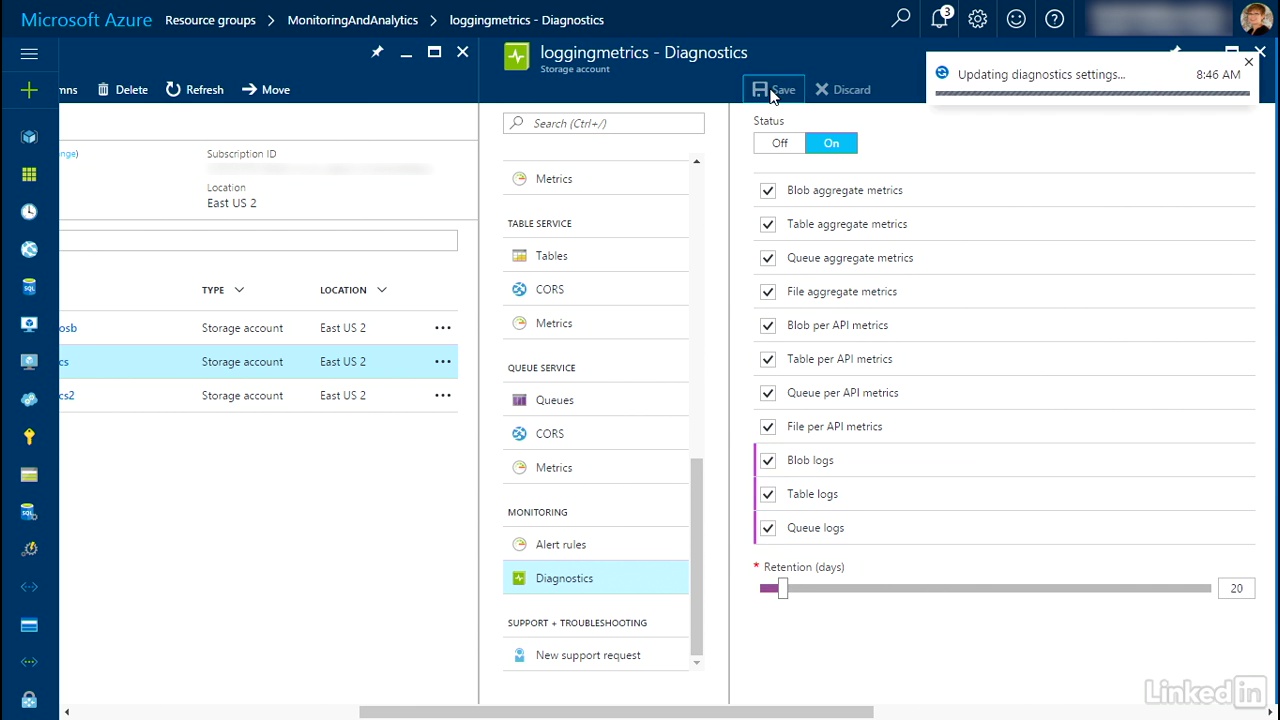 Microsoft Azure Resource groups > MonitoringAndAnalytics > loggingmetrics - Diagnostics
3
loggingmetrics - Diagnostics
Storage account
Updating diagnostics settings...
8:46 AM
mns
Delete
Refresh
Move
Save
Discard
nge)
Subscription ID
Location
East US 2
TYPE
LOCATION
osb
Storage account
East US 2
cs
Storage account
East US 2
cs2
Storage account
East US 2
Search (Ctrl+/)
Metrics
TABLE SERVICE
Tables
CORS
Metrics
QUEUE SERVICE
Queues
CORS
Metrics
MONITORING
Alert rules
Diagnostics
SUPPORT + TROUBLESHOOTING
New support request
Status
Off
On
Blob aggregate metrics
Table aggregate metrics
Queue aggregate metrics
File aggregate metrics
Blob per API metrics
Table per API metrics
Queue per API metrics
File per API metrics
Blob logs
Table logs
Queue logs
* Retention (days)
20
SQL
SQL
LinkedIn